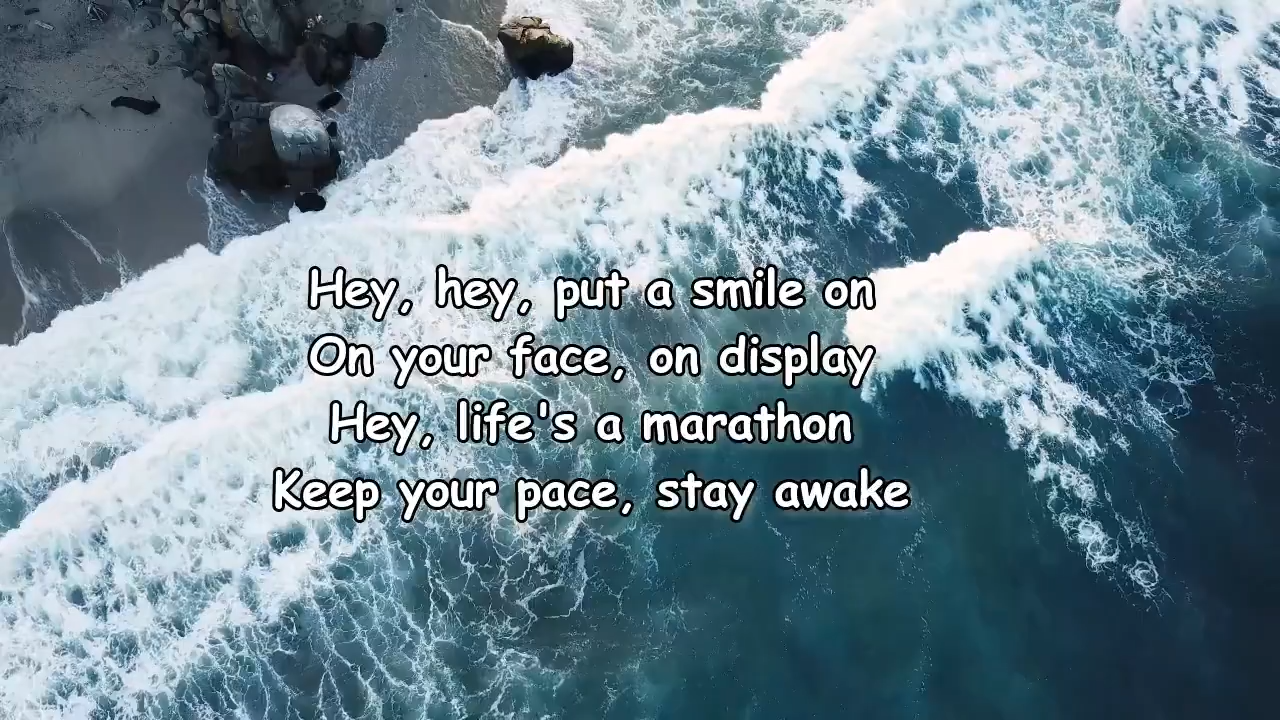 Hey, hey, put a smile on
On your face, on display
Hey, life's a marathon
Keep your pace, stay awake